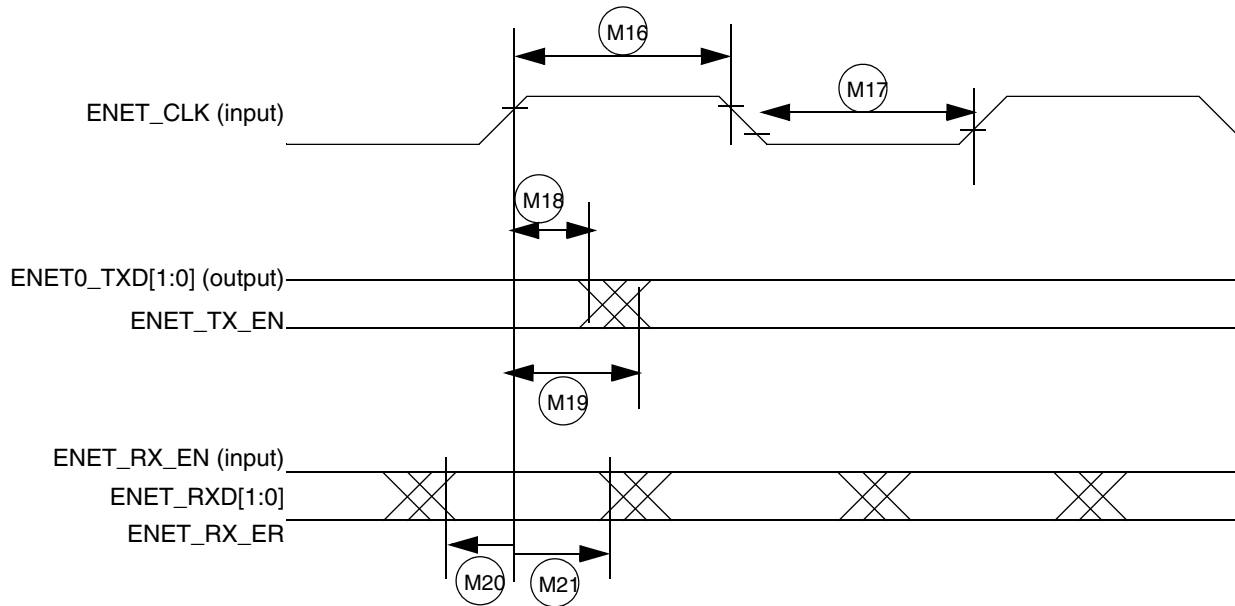 M16
ENET_CLK (input)
M17
M18
ENET0_TXD[1:0] (output)
ENET_TX_EN
M19
ENET_RX_EN (input)
ENET_RXD[1:0]
ENET_RX_ER
M20
M21